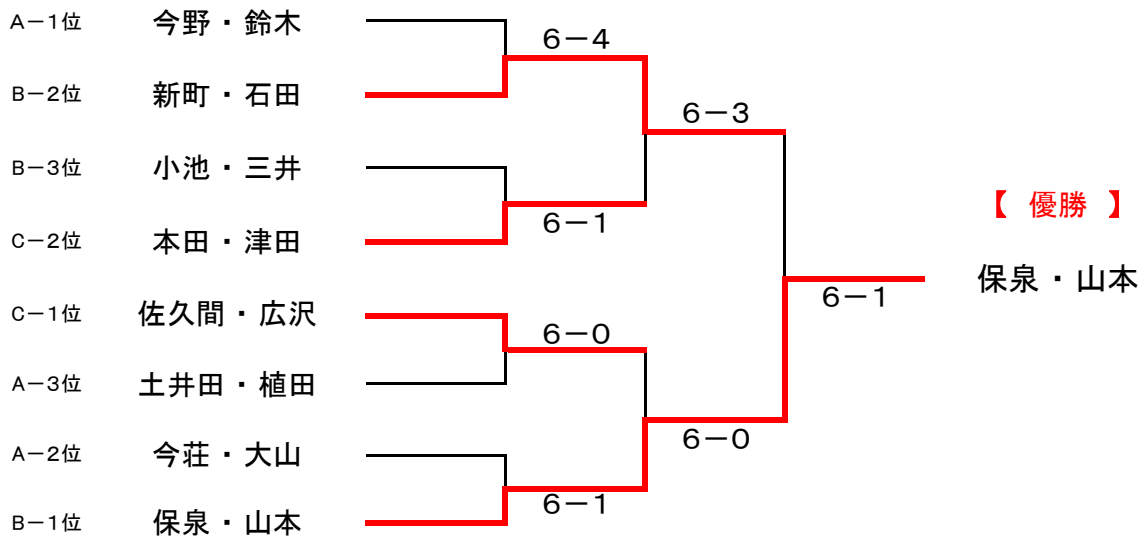 A－1位 今野・鈴木
6－4
B－2位 新町・石田
6－3
B－3位 小池・三井
【 優勝 】
6－1
C－2位 本田・津田
保泉・山本
6－1
C－1位 佐久間・広沢
6－0
A－3位 土井田・植田
6－0
A－2位 今荘・大山
6－1
B－1位 保泉・山本